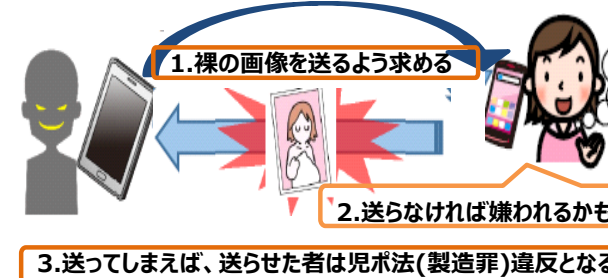 1.裸の画像を送るよう求める
2.送らなければ嫌われるかも
3.送ってしまえば、送らせた者は児ポ法(製造罪)違反となる